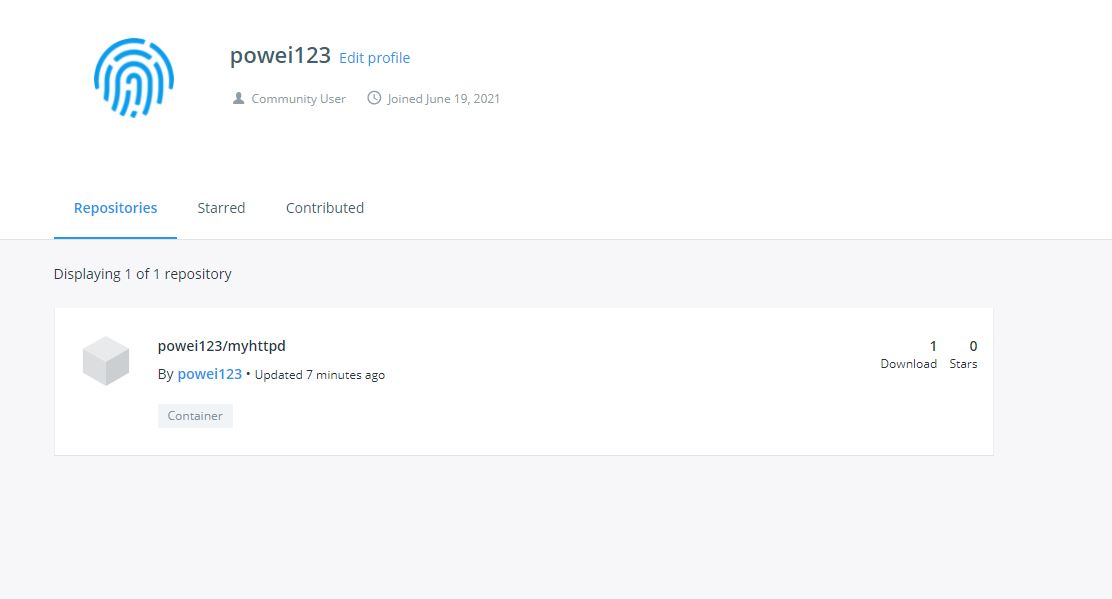 powei123 Edit profile
Community User Joined June 19, 2021
Repositories Starred Contributed
Displaying 1 of 1 repository
powei123/myhttpd
1 0
Download Stars
By powei123 • Updated 7 minutes ago
Container